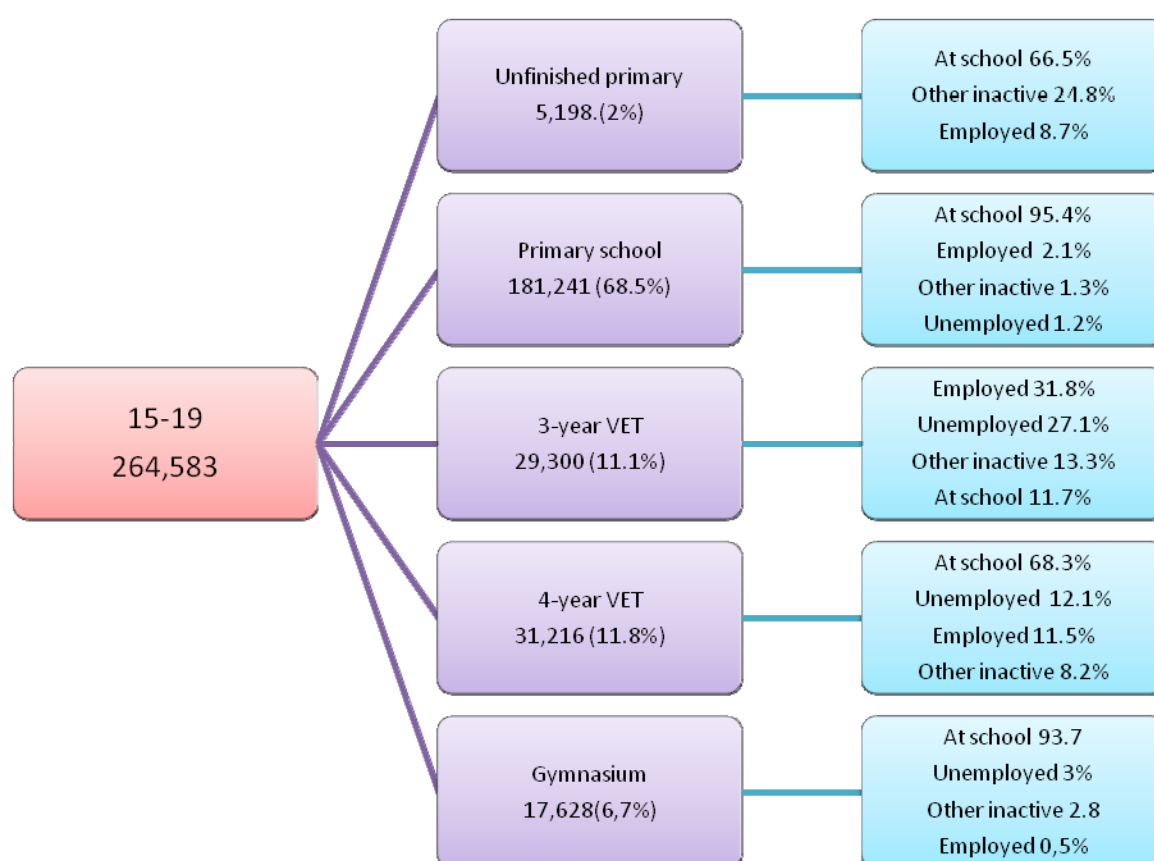 15-19
264,583
Unfinished primary
5,198.(2%)
At school 66.5%
Other inactive 24.8%
Employed 8.7%
Primary school
181,241 (68.5%)
At school 95.4%
Employed 2.1%
Other inactive 1.3%
Unemployed 1.2%
3-year VET
29,300 (11.1%)
Employed 31.8%
Unemployed 27.1%
Other inactive 13.3%
At school 11.7%
4-year VET
31,216 (11.8%)
At school 68.3%
Unemployed 12.1%
Employed 11.5%
Other inactive 8.2%
Gymnasium
17,628(6,7%)
At school 93.7
Unemployed 3%
Other inactive 2.8
Employed 0,5%